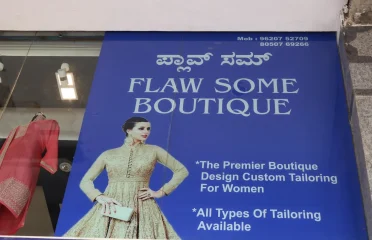 Mob : 96207 52709
80507 69266
ಪ್ಲಾವ್ ಸಮ್
FLAW SOME
BOUTIQUE
*The Premier Boutique
Design Custom Tailoring
For Women
*All Types Of Tailoring
Available